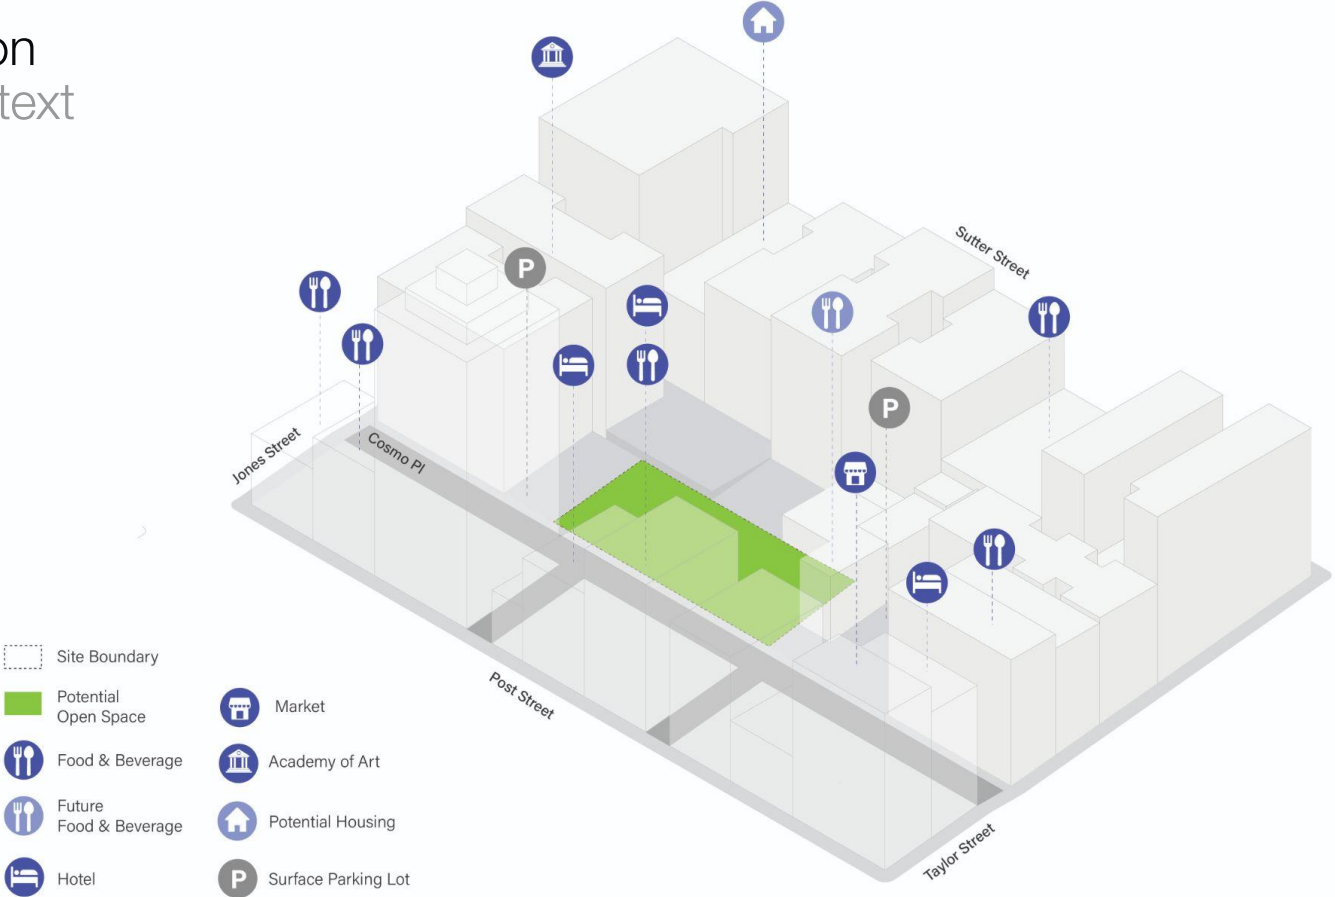 on
text
Sutter Street
Jones Street
Cosmo Pl
P
P
Post Street
Taylor Street
Site Boundary
Potential
Open Space
Food & Beverage
Future
Food & Beverage
Hotel
Market
Academy of Art
Potential Housing
P
Surface Parking Lot